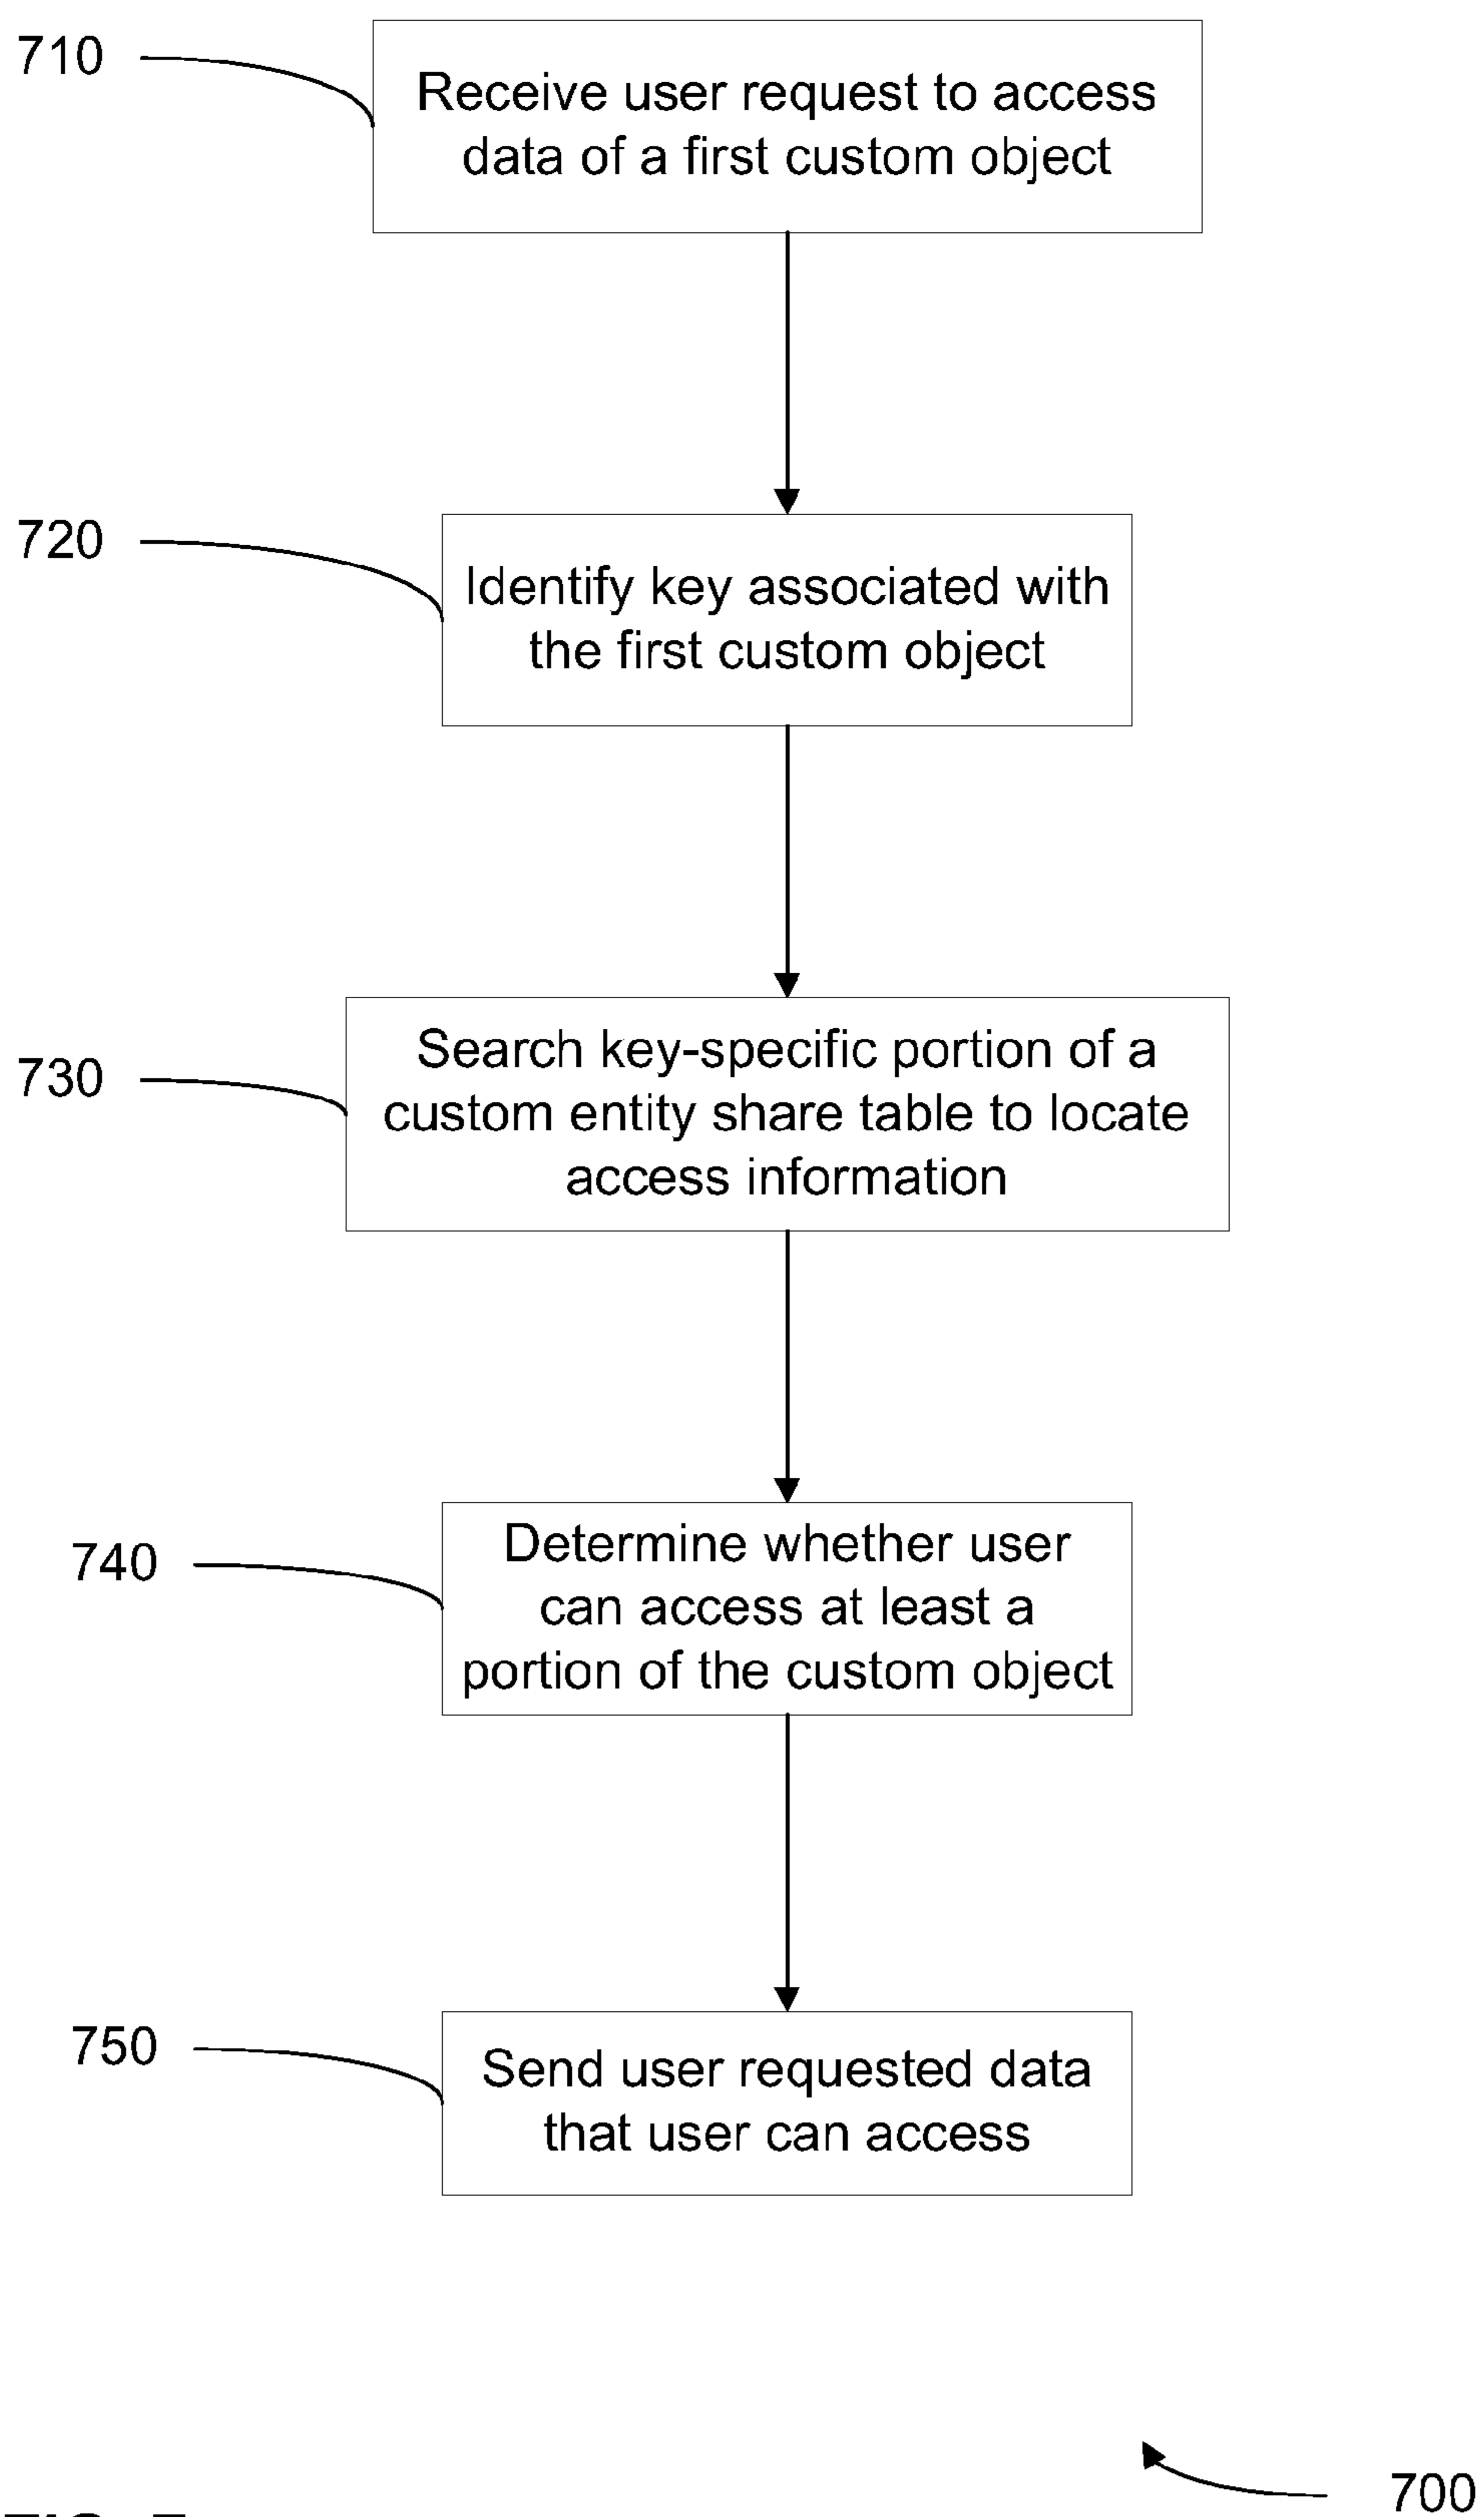 710
Receive user request to access
data of a first custom object
720
Identify key associated with
the first custom object
730
Search key-specific portion of a
custom entity share table to locate
access information
740
Determine whether user
can access at least a
portion of the custom object
750
Send user requested data
that user can access
700